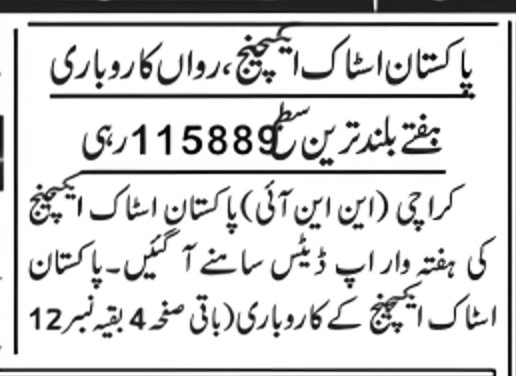 پاکستان اسٹاک ایکسچینج، رواں کاروباری
ہفتے بلند ترین سطح 115889 رہی
کراچی (این این آئی) پاکستان اسٹاک ایکسچینج
کی ہفتہ وار اپ ڈیٹس سامنے آ گئیں۔ پاکستان
اسٹاک ایکسچینج کے کاروباری (باقی صفحہ 4 بقیہ نمبر 12